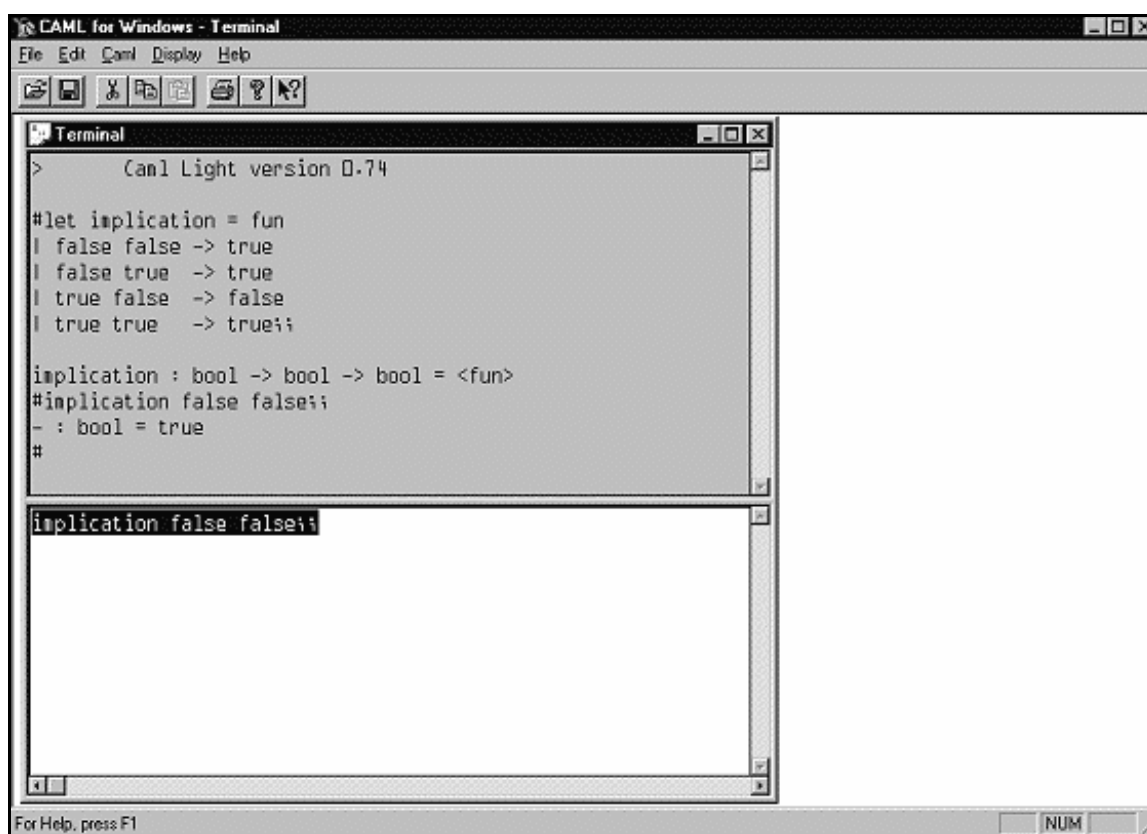 CAML for Windows - Terminal
File Edit Caml Display Help
Terminal
> Caml Light version 0.74
#let implication = fun
| false false -> true
| false true -> true
| true false -> false
| true true -> true;;
implication : bool -> bool -> bool = <fun>
#implication false false;;
- : bool = true
#
implication false false;;
For Help, press F1
NUM